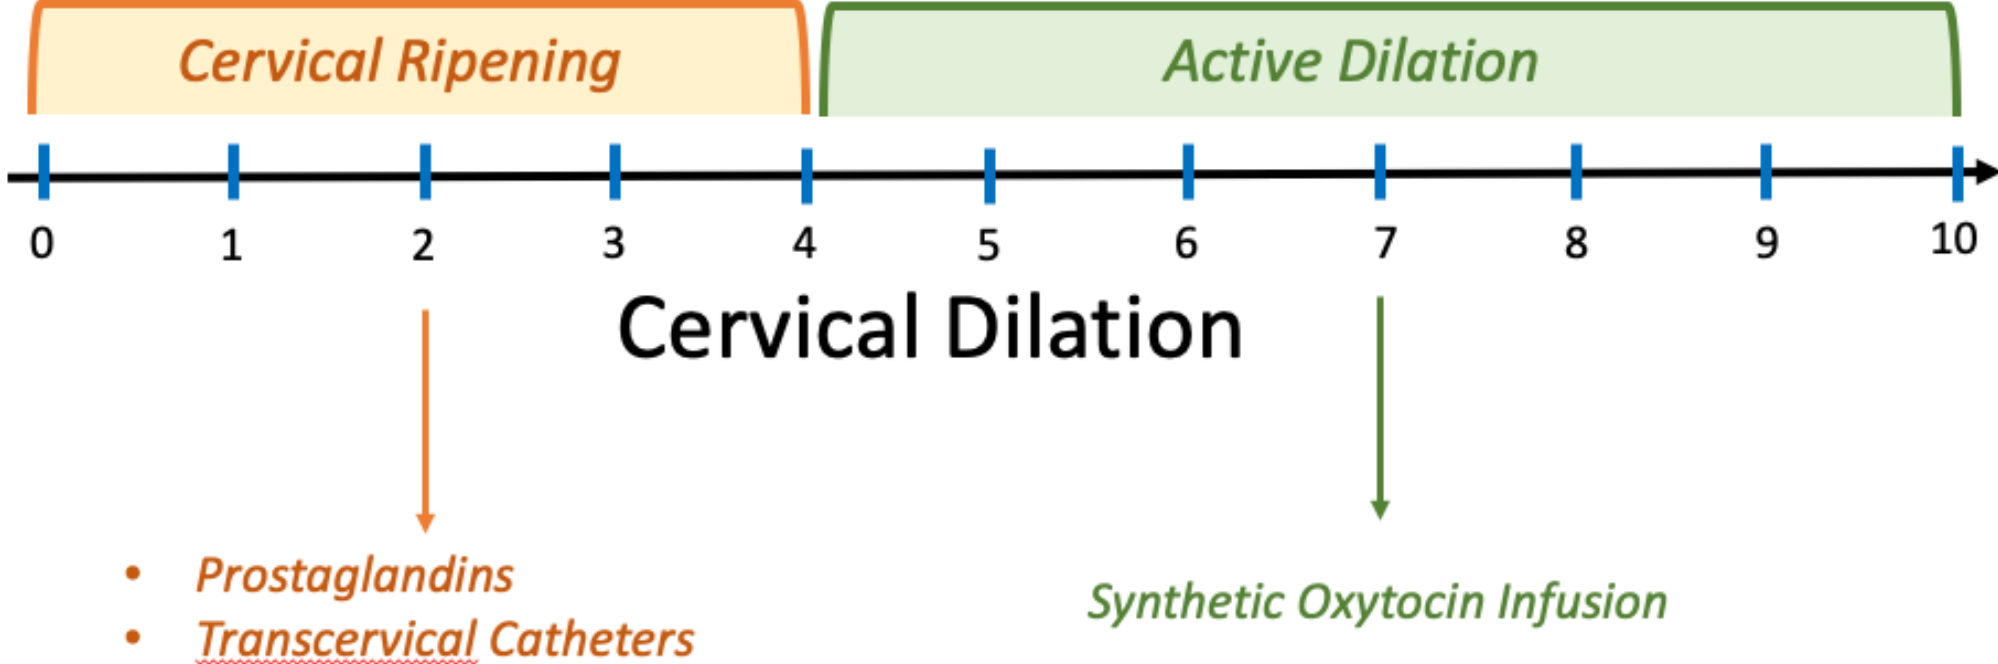 Cervical Ripening
Active Dilation
0 1 2 3 4 5 6 7 8 9 10
Cervical Dilation
• Prostaglandins
• Transcervical Catheters
Synthetic Oxytocin Infusion